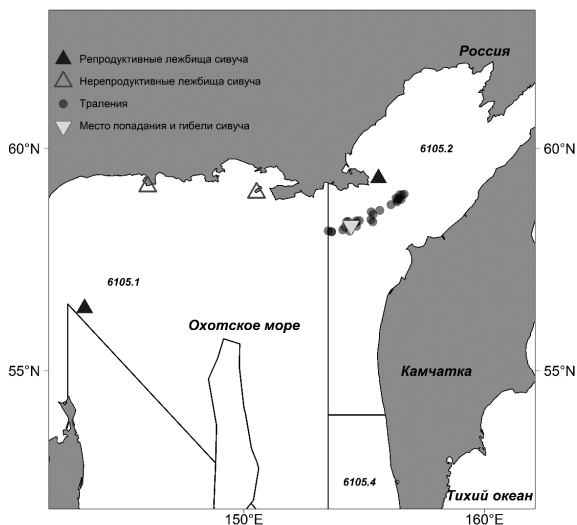 Россия
Репродуктивные лежбища сивуча
Нерепродуктивные лежбища сивуча
Траления
Место попадания и гибели сивуча
60°N
6105.2
60°N
6105.1
Охотское море
55°N
Камчатка
55°N
6105.4
Тихий океан
150°E
160°E